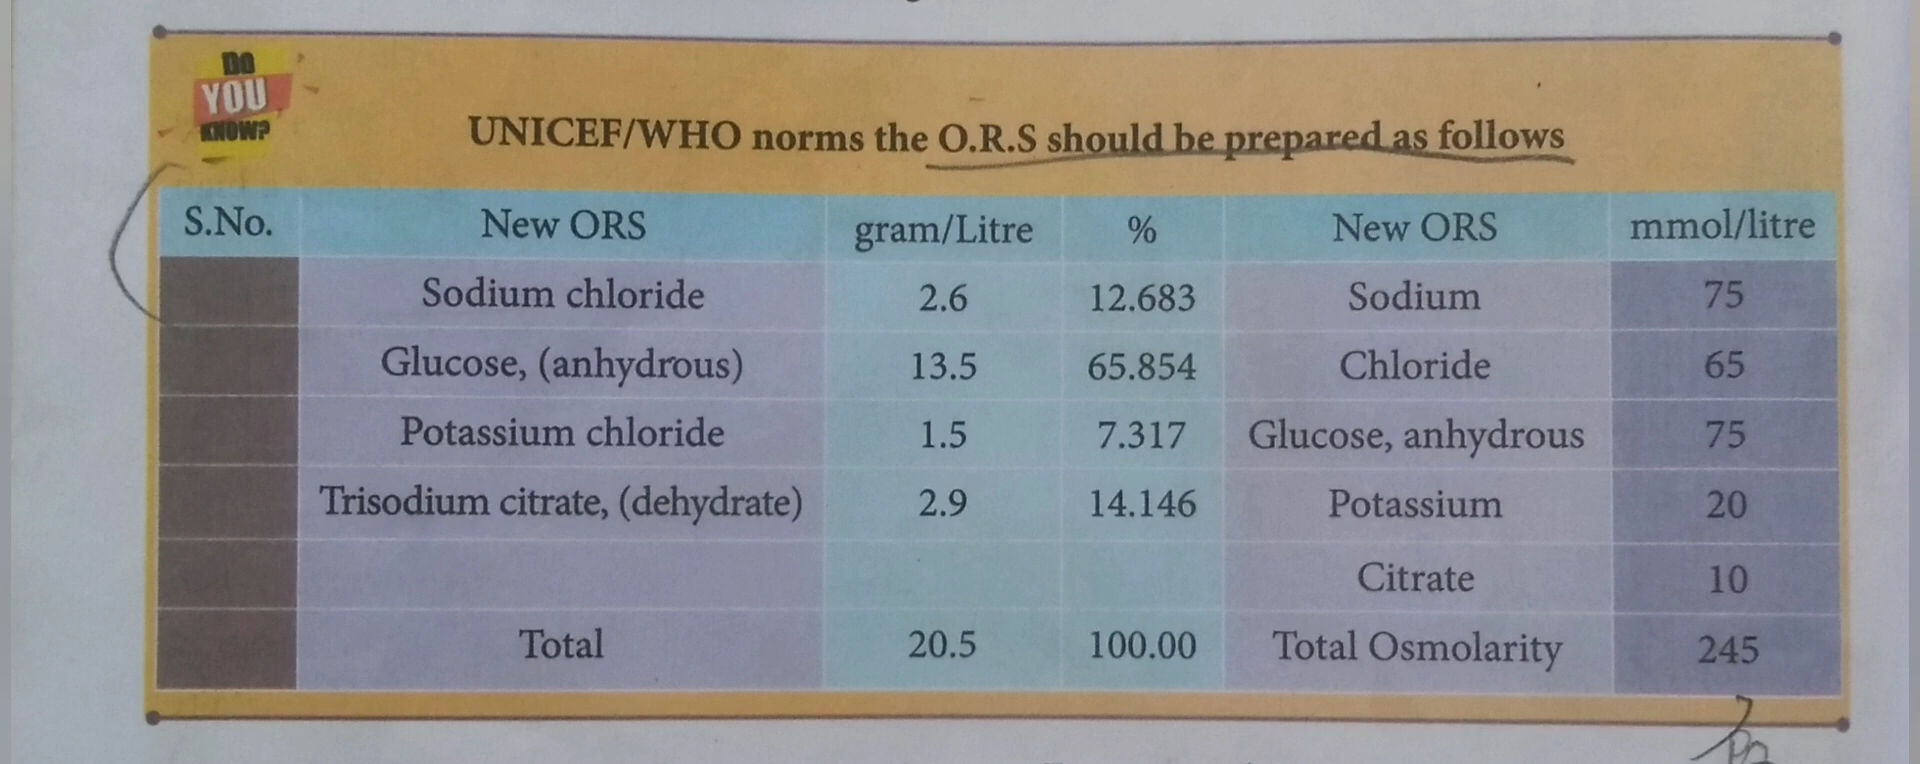 DO
YOU
KNOW?
UNICEF/WHO norms the O.R.S should be prepared as follows
S.No. New ORS gram/Litre % New ORS mmol/litre
Sodium chloride 2.6 12.683 Sodium 75
Glucose, (anhydrous) 13.5 65.854 Chloride 65
Potassium chloride 1.5 7.317 Glucose, anhydrous 75
Trisodium citrate, (dehydrate) 2.9 14.146 Potassium 20
Citrate 10
Total 20.5 100.00 Total Osmolarity 245